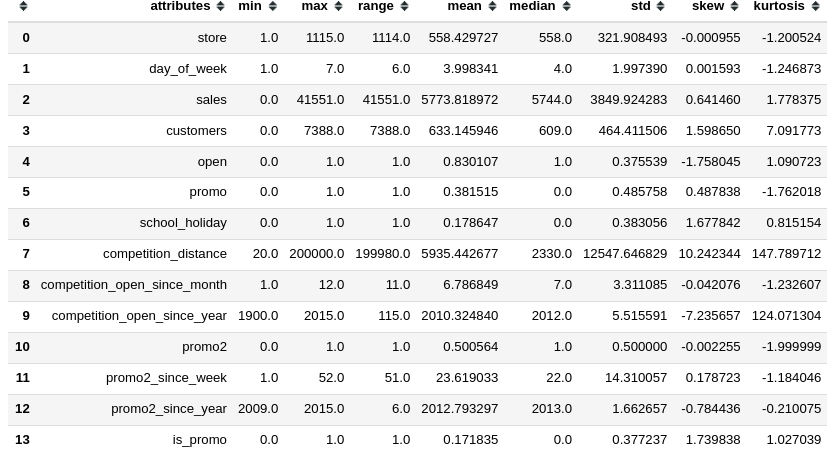 attributes min max range mean median std skew kurtosis
0 store 1.0 1115.0 1114.0 558.429727 558.0 321.908493 -0.000955 -1.200524
1 day_of_week 1.0 7.0 6.0 3.998341 4.0 1.997390 0.001593 -1.246873
2 sales 0.0 41551.0 41551.0 5773.818972 5744.0 3849.924283 0.641460 1.778375
3 customers 0.0 7388.0 7388.0 633.145946 609.0 464.411506 1.598650 7.091773
4 open 0.0 1.0 1.0 0.830107 1.0 0.375539 -1.758045 1.090723
5 promo 0.0 1.0 1.0 0.381515 0.0 0.485758 0.487838 -1.762018
6 school_holiday 0.0 1.0 1.0 0.178647 0.0 0.383056 1.677842 0.815154
7 competition_distance 20.0 200000.0 199980.0 5935.442677 2330.0 12547.646829 10.242344 147.789712
8 competition_open_since_month 1.0 12.0 11.0 6.786849 7.0 3.311085 -0.042076 -1.232607
9 competition_open_since_year 1900.0 2015.0 115.0 2010.324840 2012.0 5.515591 -7.235657 124.071304
10 promo2 0.0 1.0 1.0 0.500564 1.0 0.500000 -0.002255 -1.999999
11 promo2_since_week 1.0 52.0 51.0 23.619033 22.0 14.310057 0.178723 -1.184046
12 promo2_since_year 2009.0 2015.0 6.0 2012.793297 2013.0 1.662657 -0.784436 -0.210075
13 is_promo 0.0 1.0 1.0 0.171835 0.0 0.377237 1.739838 1.027039